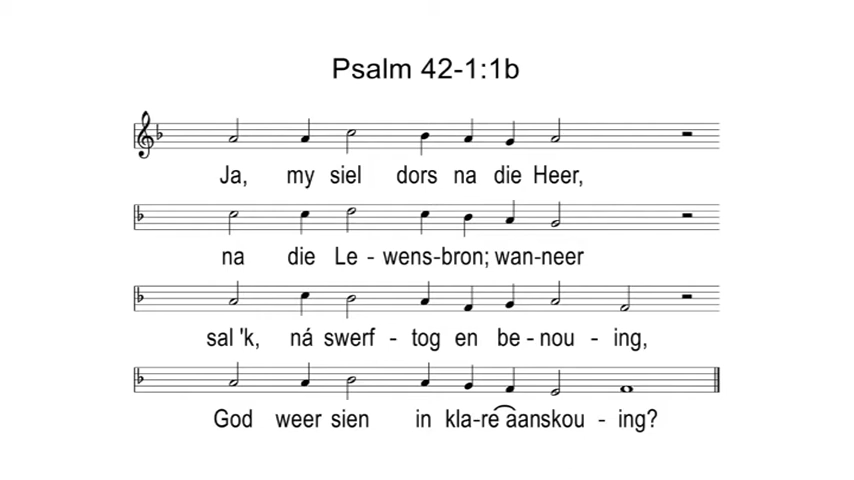 Psalm 42-1:1b
Ja, my siel dors na die Heer,
na die Le - wens-bron; wan-neer
sal 'k, ná swerf - tog en be - nou - ing,
God weer sien in kla-re aanskou - ing?